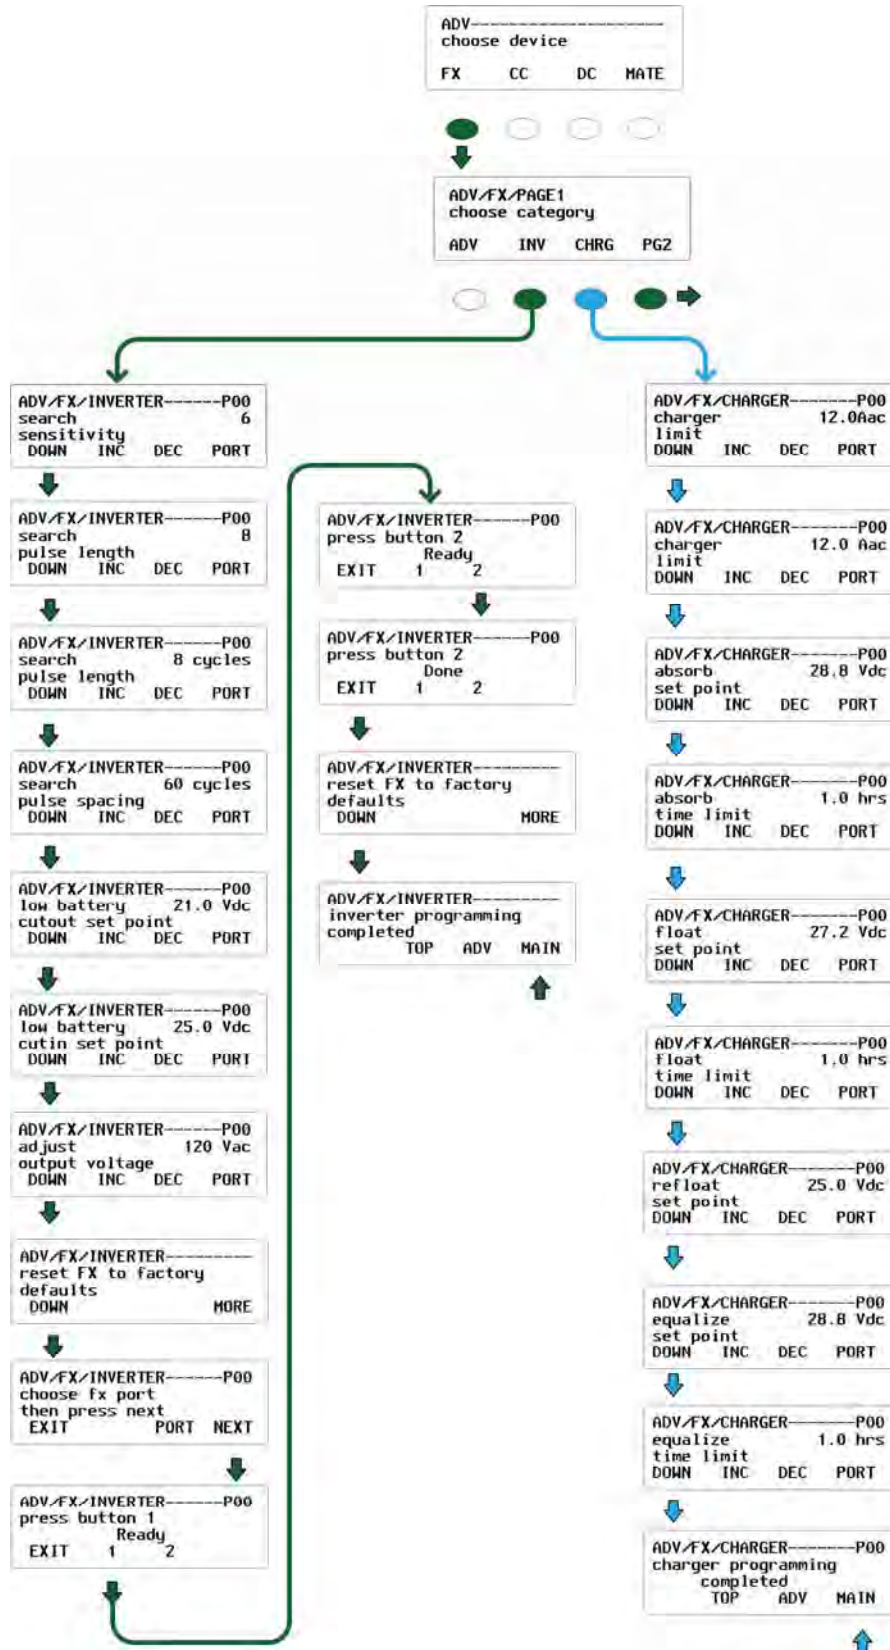 ADV-------------------
choose device
FX CC DC MATE
ADV/FX/PAGE1
choose category
ADV INV CHRG PG2
ADV/FX/INVERTER------P00
search 6
sensitivity
DOWN INC DEC PORT
ADV/FX/INVERTER------P00
search 8
pulse length
DOWN INC DEC PORT
ADV/FX/INVERTER------P00
search 8 cycles
pulse length
DOWN INC DEC PORT
ADV/FX/INVERTER------P00
search 60 cycles
pulse spacing
DOWN INC DEC PORT
ADV/FX/INVERTER------P00
low battery 21.0 Vdc
cutout set point
DOWN INC DEC PORT
ADV/FX/INVERTER------P00
low battery 25.0 Vdc
cutin set point
DOWN INC DEC PORT
ADV/FX/INVERTER------P00
adjust 120 Vac
output voltage
DOWN INC DEC PORT
ADV/FX/INVERTER---------
reset FX to factory
defaults
DOWN MORE
ADV/FX/INVERTER------P00
choose fx port
then press next
EXIT PORT NEXT
ADV/FX/INVERTER------P00
press button 1
Ready
EXIT 1 2
ADV/FX/INVERTER------P00
press button 2
Ready
EXIT 1 2
ADV/FX/INVERTER------P00
press button 2
Done
EXIT 1 2
ADV/FX/INVERTER---------
reset FX to factory
defaults
DOWN MORE
ADV/FX/INVERTER---------
inverter programming
completed
TOP ADV MAIN
ADV/FX/CHARGER-------P00
charger 12.0Aac
limit
DOWN INC DEC PORT
ADV/FX/CHARGER-------P00
charger 12.0 Aac
limit
DOWN INC DEC PORT
ADV/FX/CHARGER-------P00
absorb 28.8 Vdc
set point
DOWN INC DEC PORT
ADV/FX/CHARGER-------P00
absorb 1.0 hrs
time limit
DOWN INC DEC PORT
ADV/FX/CHARGER-------P00
float 27.2 Vdc
set point
DOWN INC DEC PORT
ADV/FX/CHARGER-------P00
float 1.0 hrs
time limit
DOWN INC DEC PORT
ADV/FX/CHARGER-------P00
refloat 25.0 Vdc
set point
DOWN INC DEC PORT
ADV/FX/CHARGER-------P00
equalize 28.8 Vdc
set point
DOWN INC DEC PORT
ADV/FX/CHARGER-------P00
equalize 1.0 hrs
time limit
DOWN INC DEC PORT
ADV/FX/CHARGER-------P00
charger programming
completed
TOP ADV MAIN